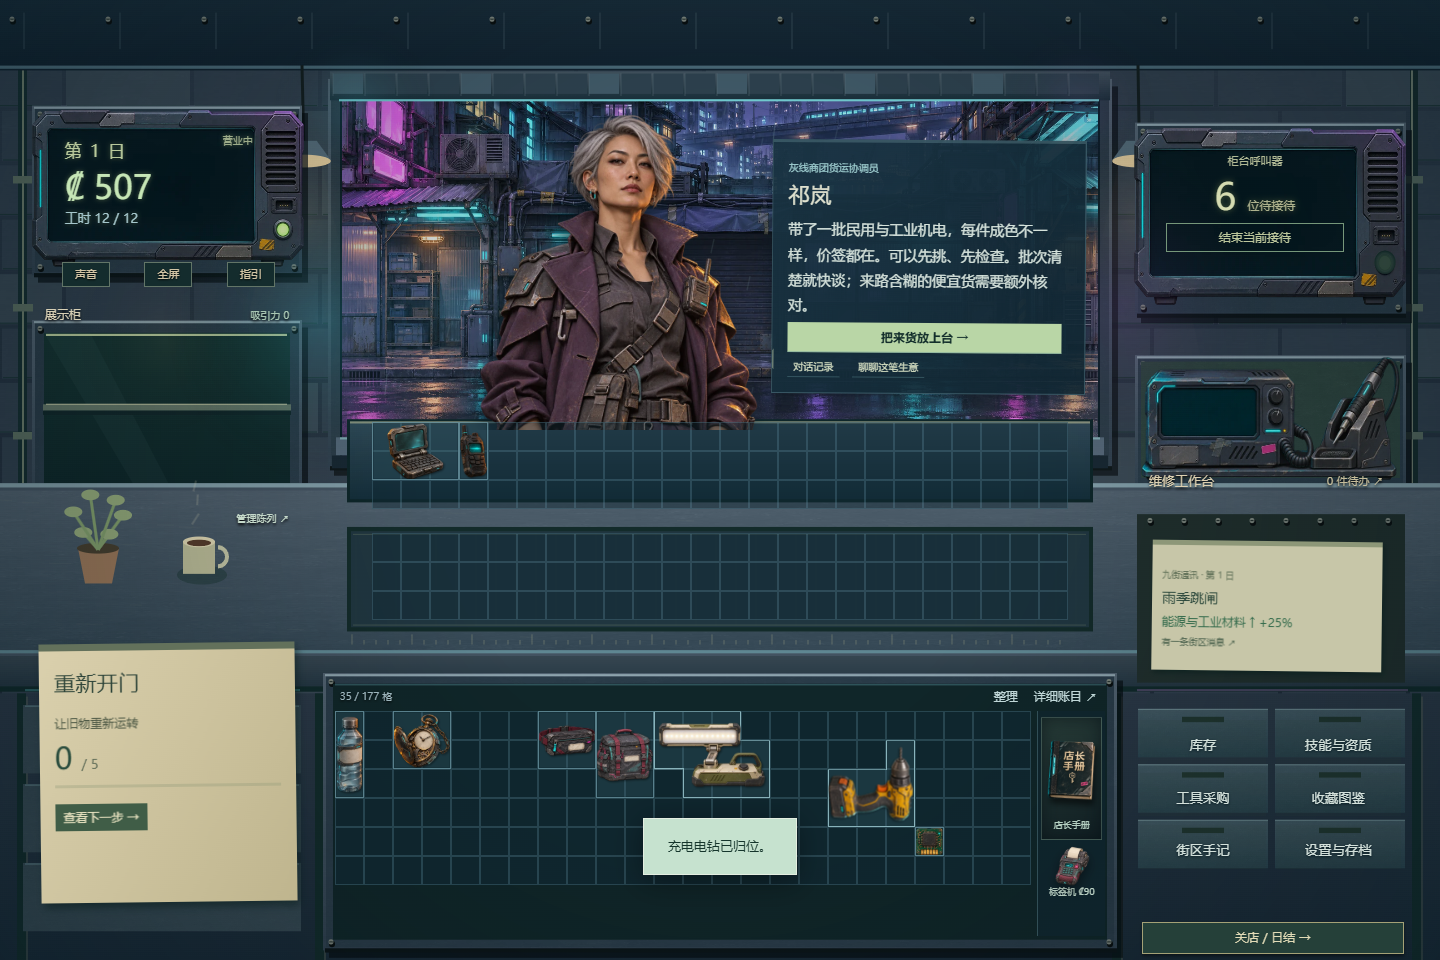 第 1 日
营业中
₡ 507
工时 12 / 12
声音
全屏
指引
展示柜
吸引力 0
管理陈列 ↗
灰线商团货运协调员
祁岚
带了一批民用与工业机电，每件成色不一
样，价签都在。可以先挑、先检查。批次清
楚就快谈；来路含糊的便宜货需要额外核
对。
把来货放上台 →
对话记录
聊聊这笔生意
柜台呼叫器
6 位待接待
结束当前接待
维修工作台
0 件待办 ↗
九街通讯 · 第 1 日
雨季跳闸
能源与工业材料↑ +25%
有一条街区消息 ↗
重新开门
让旧物重新运转
0 / 5
查看下一步 →
35 / 177 格
整理
详细账目 ↗
充电电钻已归位。
店长
手册
店长手册
标签机 ₡90
库存
技能与资质
工具采购
收藏图鉴
街区手记
设置与存档
关店 / 日结 →